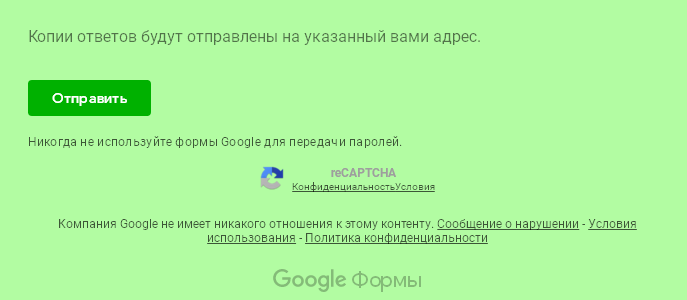 Копии ответов будут отправлены на указанный вами адрес.
Отправить
Никогда не используйте формы Google для передачи паролей.
reCAPTCHA
КонфиденциальностьУсловия
Компания Google не имеет никакого отношения к этому контенту. Сообщение о нарушении - Условия
использования - Политика конфиденциальности
Google Формы